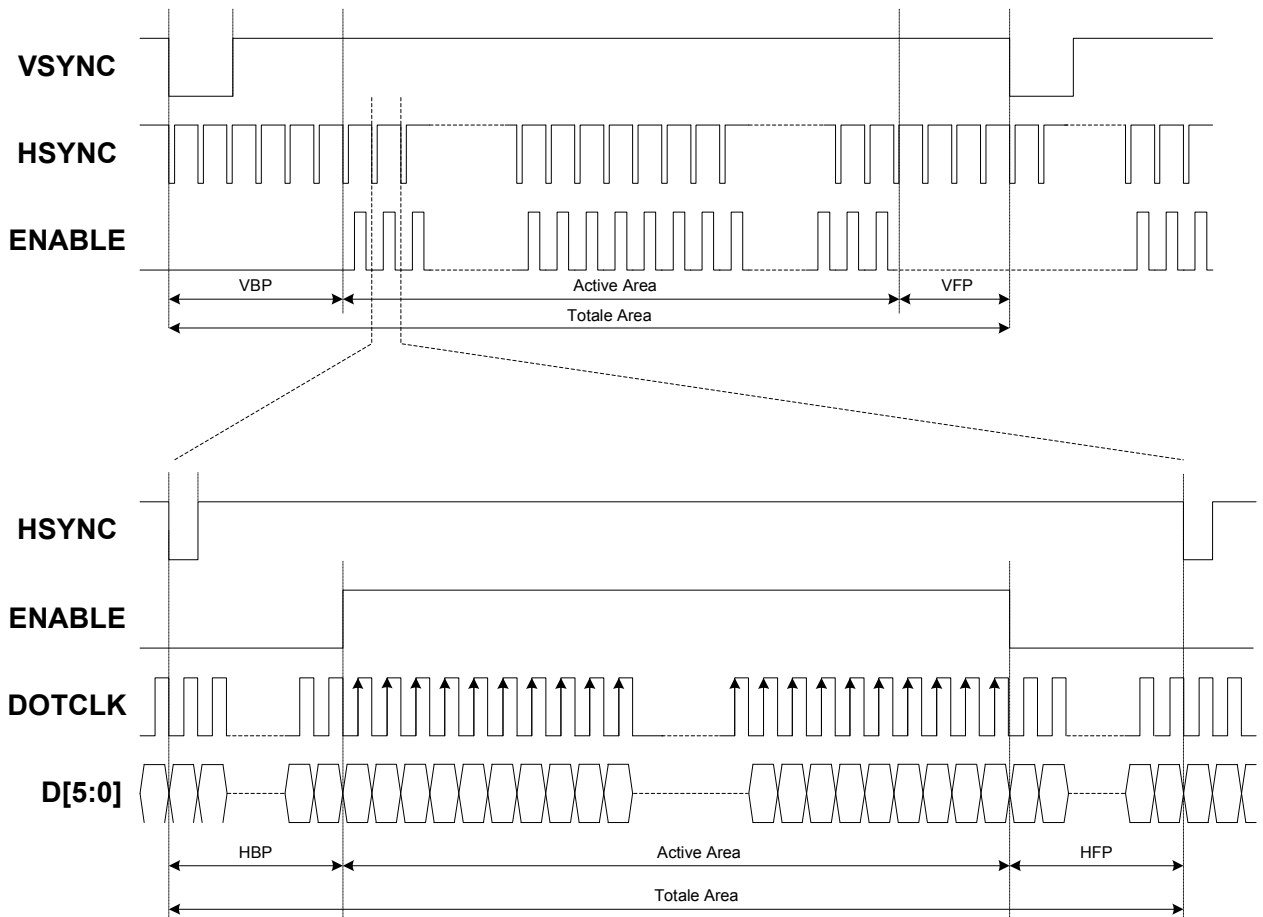 VSYNC
HSYNC
ENABLE
VBP Active Area VFP
Totale Area
HSYNC
ENABLE
DOTCLK
D[5:0]
HBP Active Area HFP
Totale Area